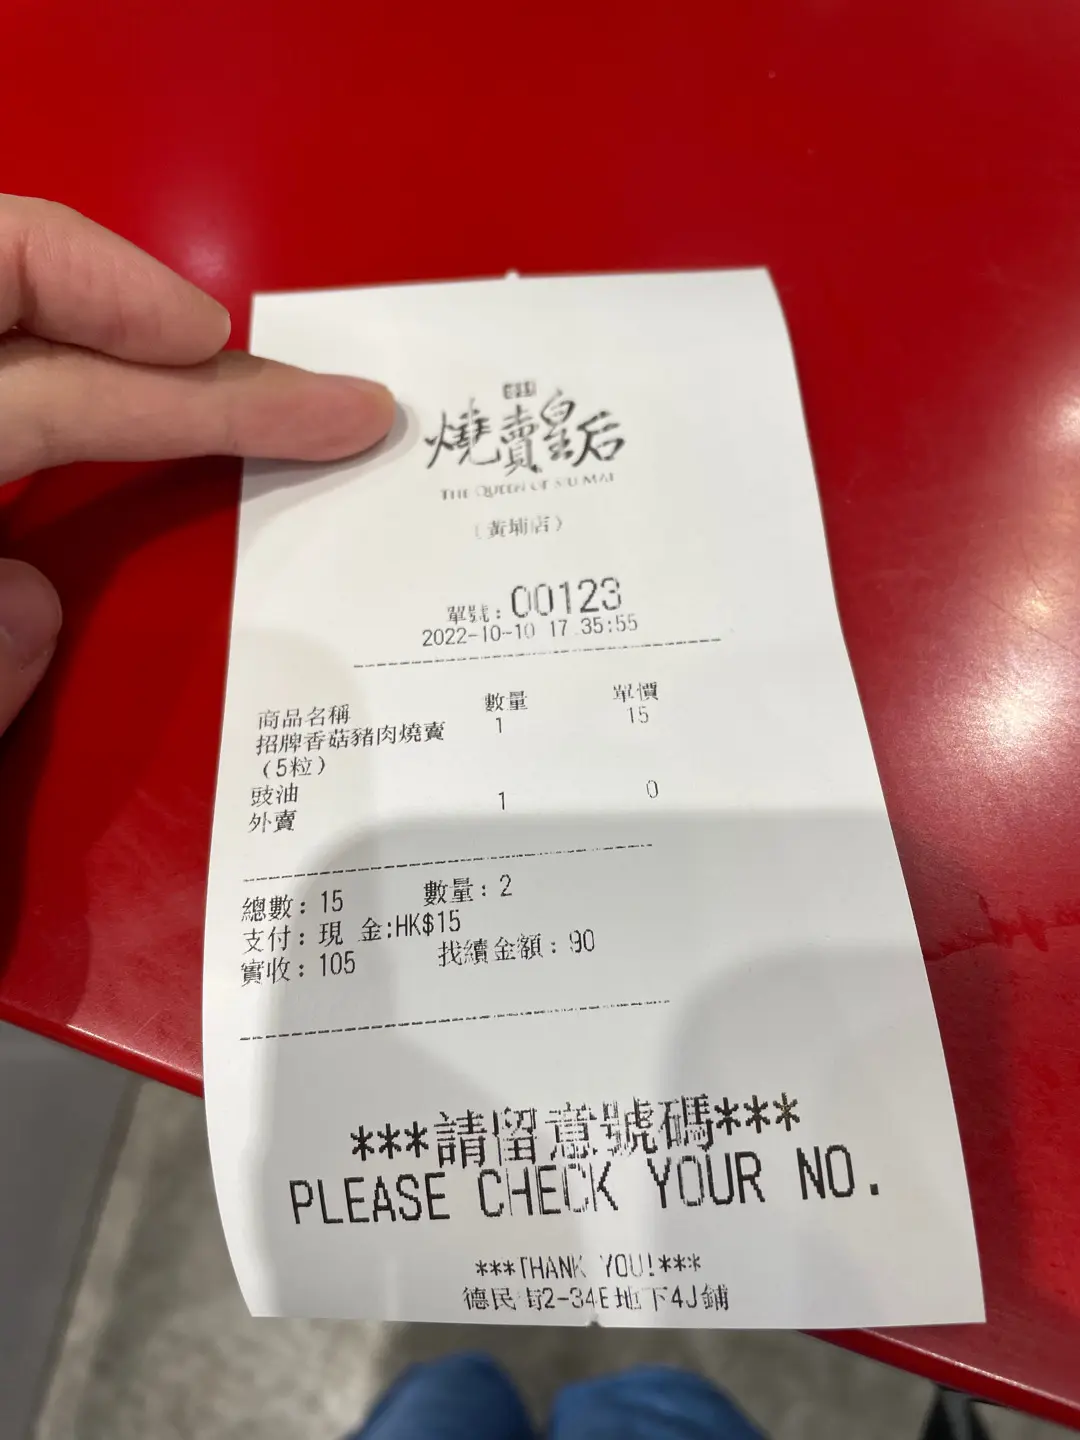 燒賣皇后
THE QUEEN OF SIU MAI
(黃埔店)
單號: 00123
2022-10-10 17:35:55
商品名稱 數量 單價
招牌香菇豬肉燒賣 1 15
(5粒)
豉油 1 0
外賣
總數: 15 數量: 2
支付: 現 金:HK$15
實收: 105 找續金額: 90
***請留意號碼***
PLEASE CHECK YOUR NO.
***THANK YOU!***
德民街2-34E地下4J鋪